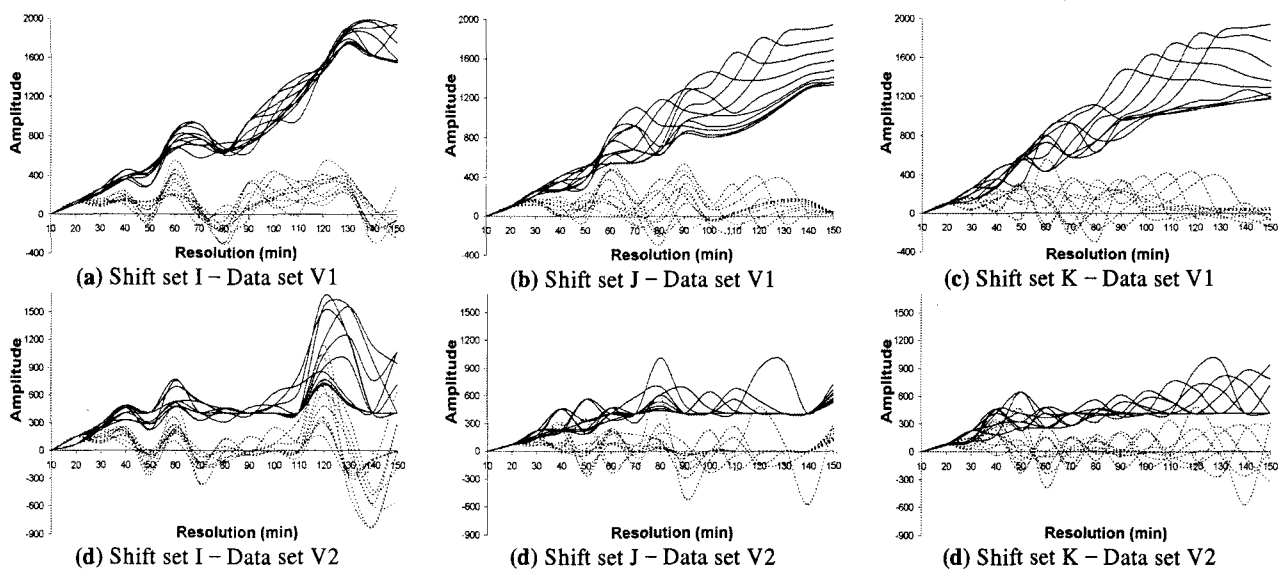 2000
1600
1200
800
400
0
-400
Amplitude
10 20 30 40 50 60 70 80 90 100 110 120 130 140 150
Resolution (min)
(a) Shift set I – Data set V1
2000
1600
1200
800
400
0
-400
Amplitude
10 20 30 40 50 60 70 80 90 100 110 120 130 140 150
Resolution (min)
(b) Shift set J – Data set V1
2000
1600
1200
800
400
0
-400
Amplitude
10 20 30 40 50 60 70 80 90 100 110 120 130 140 150
Resolution (min)
(c) Shift set K – Data set V1
1500
1200
900
600
300
0
-300
-600
-900
Amplitude
10 20 30 40 50 60 70 80 90 100 110 120 130 140 150
Resolution (min)
(d) Shift set I – Data set V2
1500
1200
900
600
300
0
-300
-600
-900
Amplitude
10 20 30 40 50 60 70 80 90 100 110 120 130 140 150
Resolution (min)
(d) Shift set J – Data set V2
1500
1200
900
600
300
0
-300
-600
-900
Amplitude
10 20 30 40 50 60 70 80 90 100 110 120 130 140 150
Resolution (min)
(d) Shift set K – Data set V2